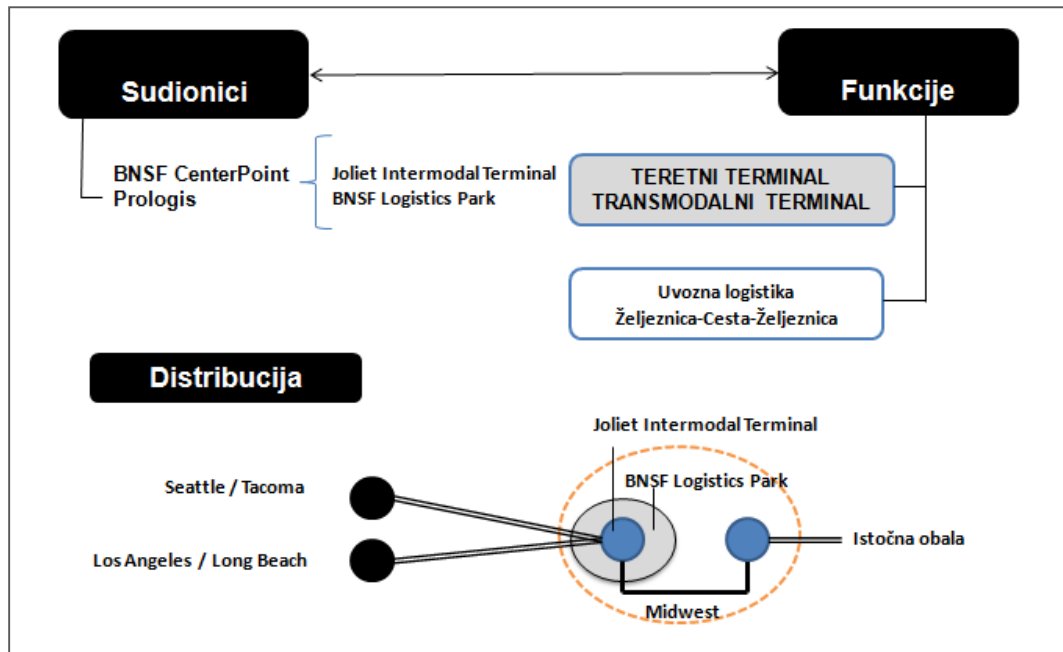 Sudionici
Funkcije
BNSF CenterPoint
Prologis
Joliet Intermodal Terminal
BNSF Logistics Park
TERETNI TERMINAL
TRANSMODALNI TERMINAL
Uvozna logistika
Željeznica-Cesta-Željeznica
Distribucija
Joliet Intermodal Terminal
BNSF Logistics Park
Seattle / Tacoma
Los Angeles / Long Beach
Istočna obala
Midwest